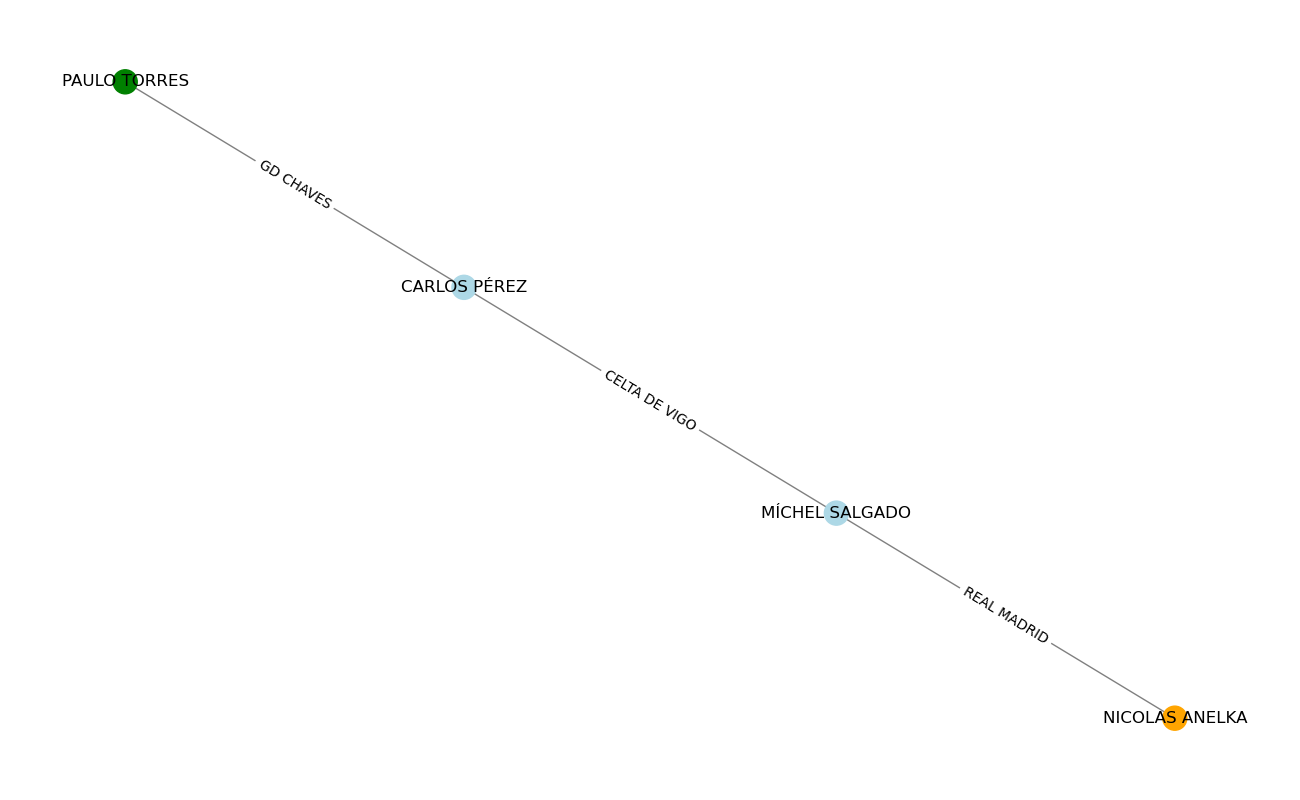 PAULO TORRES
GD CHAVES
CARLOS PÉREZ
CELTA DE VIGO
MÍCHEL SALGADO
REAL MADRID
NICOLAS ANELKA